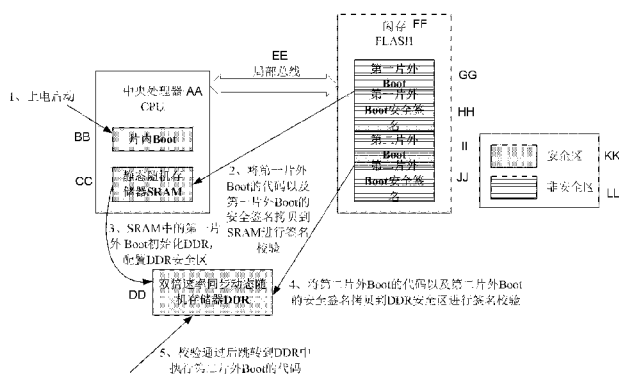 闪存 FF
FLASH
EE
局部总线
中央处理器 AA
CPU
1、上电启动
BB
片内Boot
CC
静态随机存
储器SRAM
第一片外
Boot
GG
第一片外
Boot安全签
名
HH
第二片外
Boot
II
第二片外
Boot安全签
名
JJ
安全区
KK
非安全区
LL
2、将第一片外
Boot的代码以及
第一片外Boot的
安全签名拷贝到
SRAM进行签名
校验
3、SRAM中的第一片
外Boot初始化DDR,
配置DDR安全区
DD
双倍速率同步动态随
机存储器DDR
4、将第二片外Boot的代码以及第二片外Boot
的安全签名拷贝到DDR安全区进行签名校验
5、校验通过后跳转到DDR中
执行第二片外Boot的代码